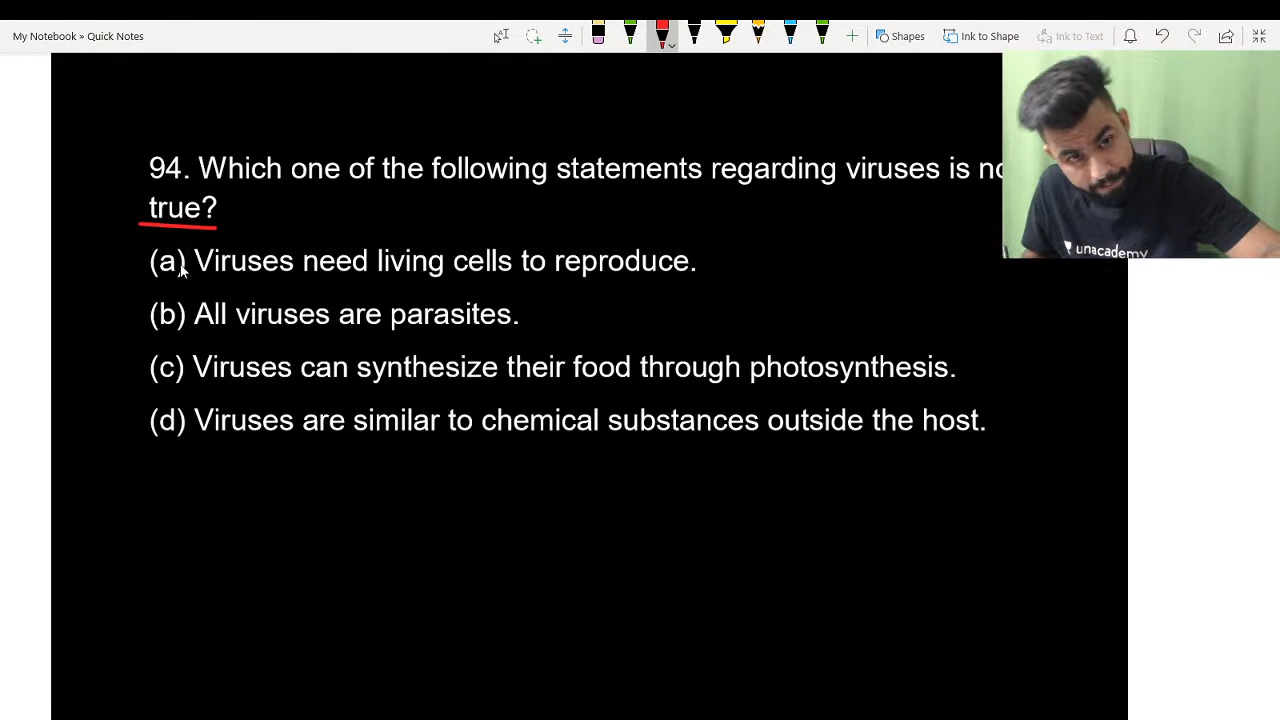 My Notebook » Quick Notes
Shapes
Ink to Shape
Ink to Text
94. Which one of the following statements regarding viruses is
true?
(a) Viruses need living cells to reproduce.
(b) All viruses are parasites.
(c) Viruses can synthesize their food through photosynthesis.
(d) Viruses are similar to chemical substances outside the host.
unacademy